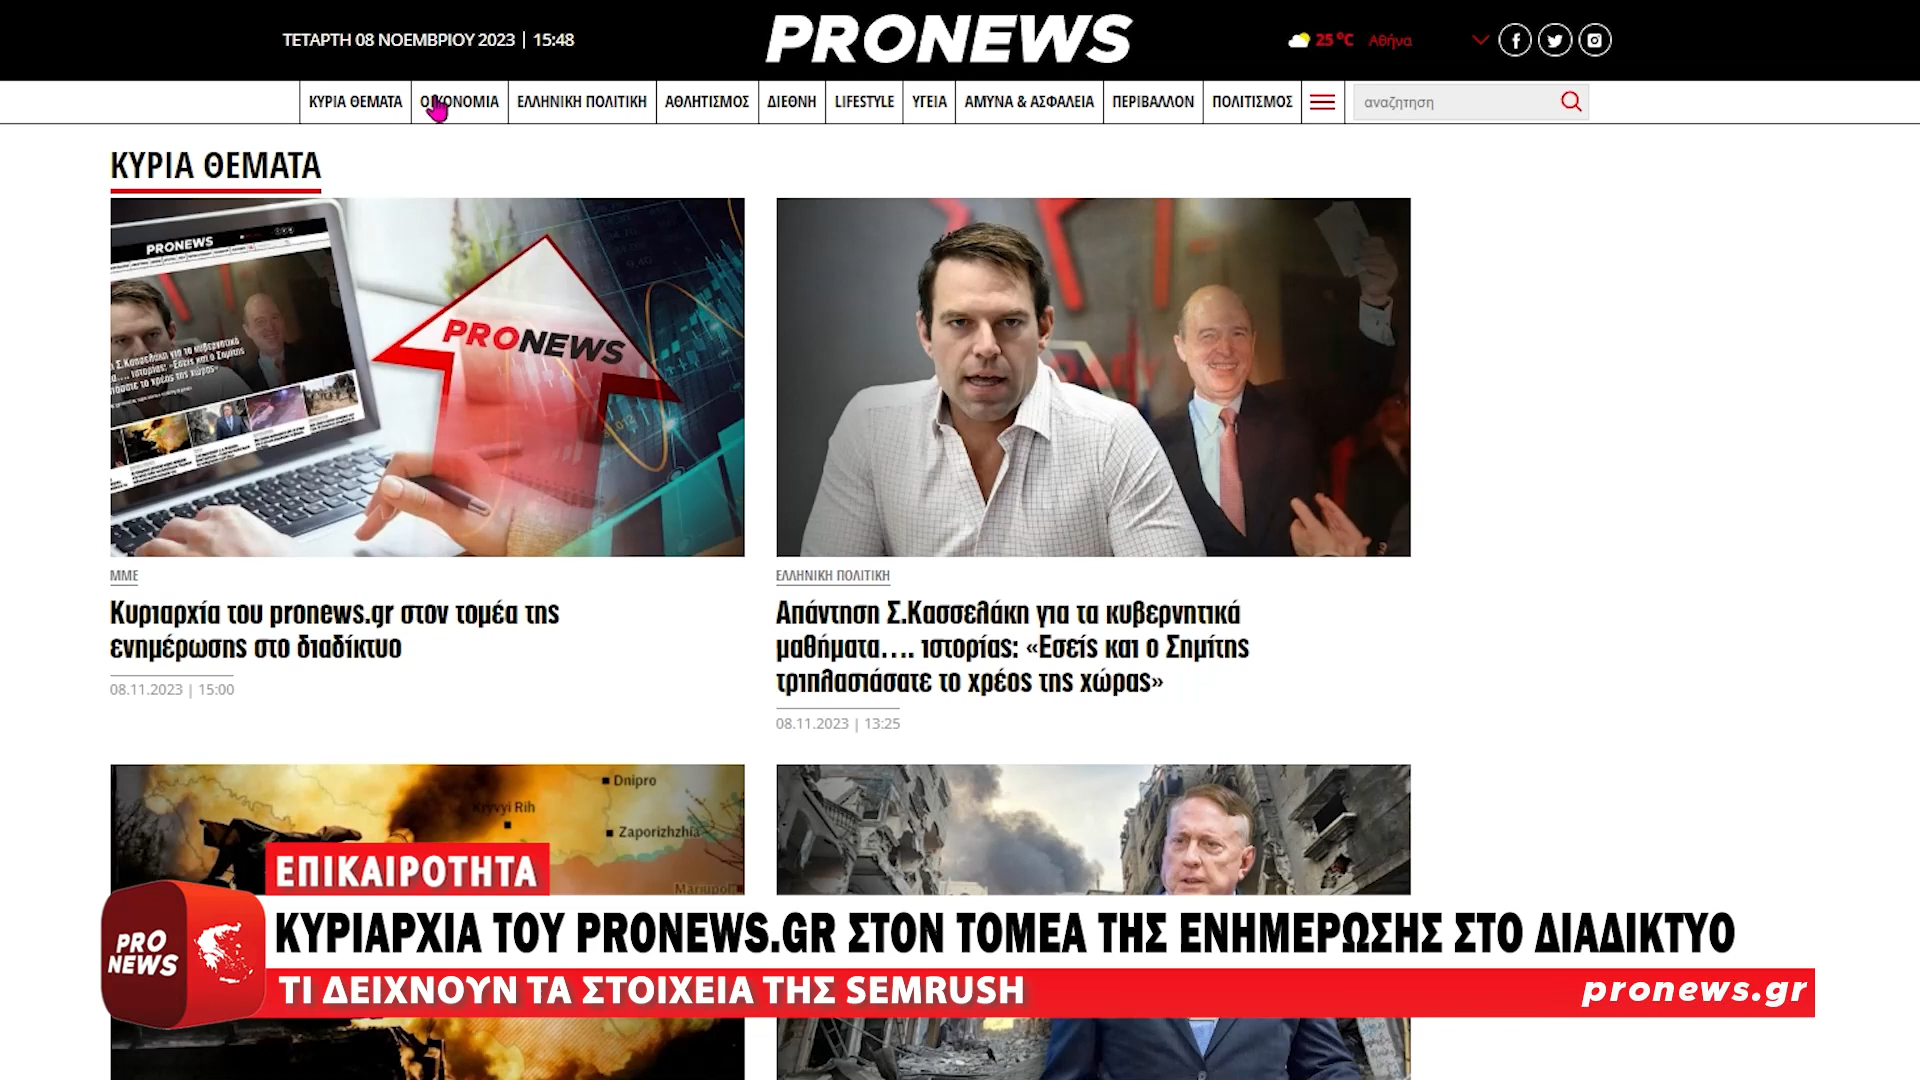 ΤΕΤΑΡΤΗ 08 ΝΟΕΜΒΡΙΟΥ 2023 | 15:48
PRONEWS
25 °C Αθήνα
ΚΥΡΙΑ ΘΕΜΑΤΑ
ΟΙΚΟΝΟΜΙΑ
ΕΛΛΗΝΙΚΗ ΠΟΛΙΤΙΚΗ
ΑΘΛΗΤΙΣΜΟΣ
ΔΙΕΘΝΗ
LIFESTYLE
ΥΓΕΙΑ
ΑΜΥΝΑ & ΑΣΦΑΛΕΙΑ
ΠΕΡΙΒΑΛΛΟΝ
ΠΟΛΙΤΙΣΜΟΣ
αναζητηση
ΚΥΡΙΑ ΘΕΜΑΤΑ
PRONEWS
PRONEWS
ΜΜΕ
Κυριαρχία του pronews.gr στον τομέα της
ενημέρωσης στο διαδίκτυο
08.11.2023 | 15:00
ΕΛΛΗΝΙΚΗ ΠΟΛΙΤΙΚΗ
Απάντηση Σ.Κασσελάκη για τα κυβερνητικά
μαθήματα…. ιστορίας: «Εσείς και ο Σημίτης
τριπλασιάσατε το χρέος της χώρας»
08.11.2023 | 13:25
Dnipro
Kryvyi Rih
Zaporizhzhia
Mariupol
ΕΠΙΚΑΙΡΟΤΗΤΑ
PRO
NEWS
ΚΥΡΙΑΡΧΙΑ ΤΟΥ PRONEWS.GR ΣΤΟΝ ΤΟΜΕΑ ΤΗΣ ΕΝΗΜΕΡΩΣΗΣ ΣΤΟ ΔΙΑΔΙΚΤΥΟ
ΤΙ ΔΕΙΧΝΟΥΝ ΤΑ ΣΤΟΙΧΕΙΑ ΤΗΣ SEMRUSH
pronews.gr